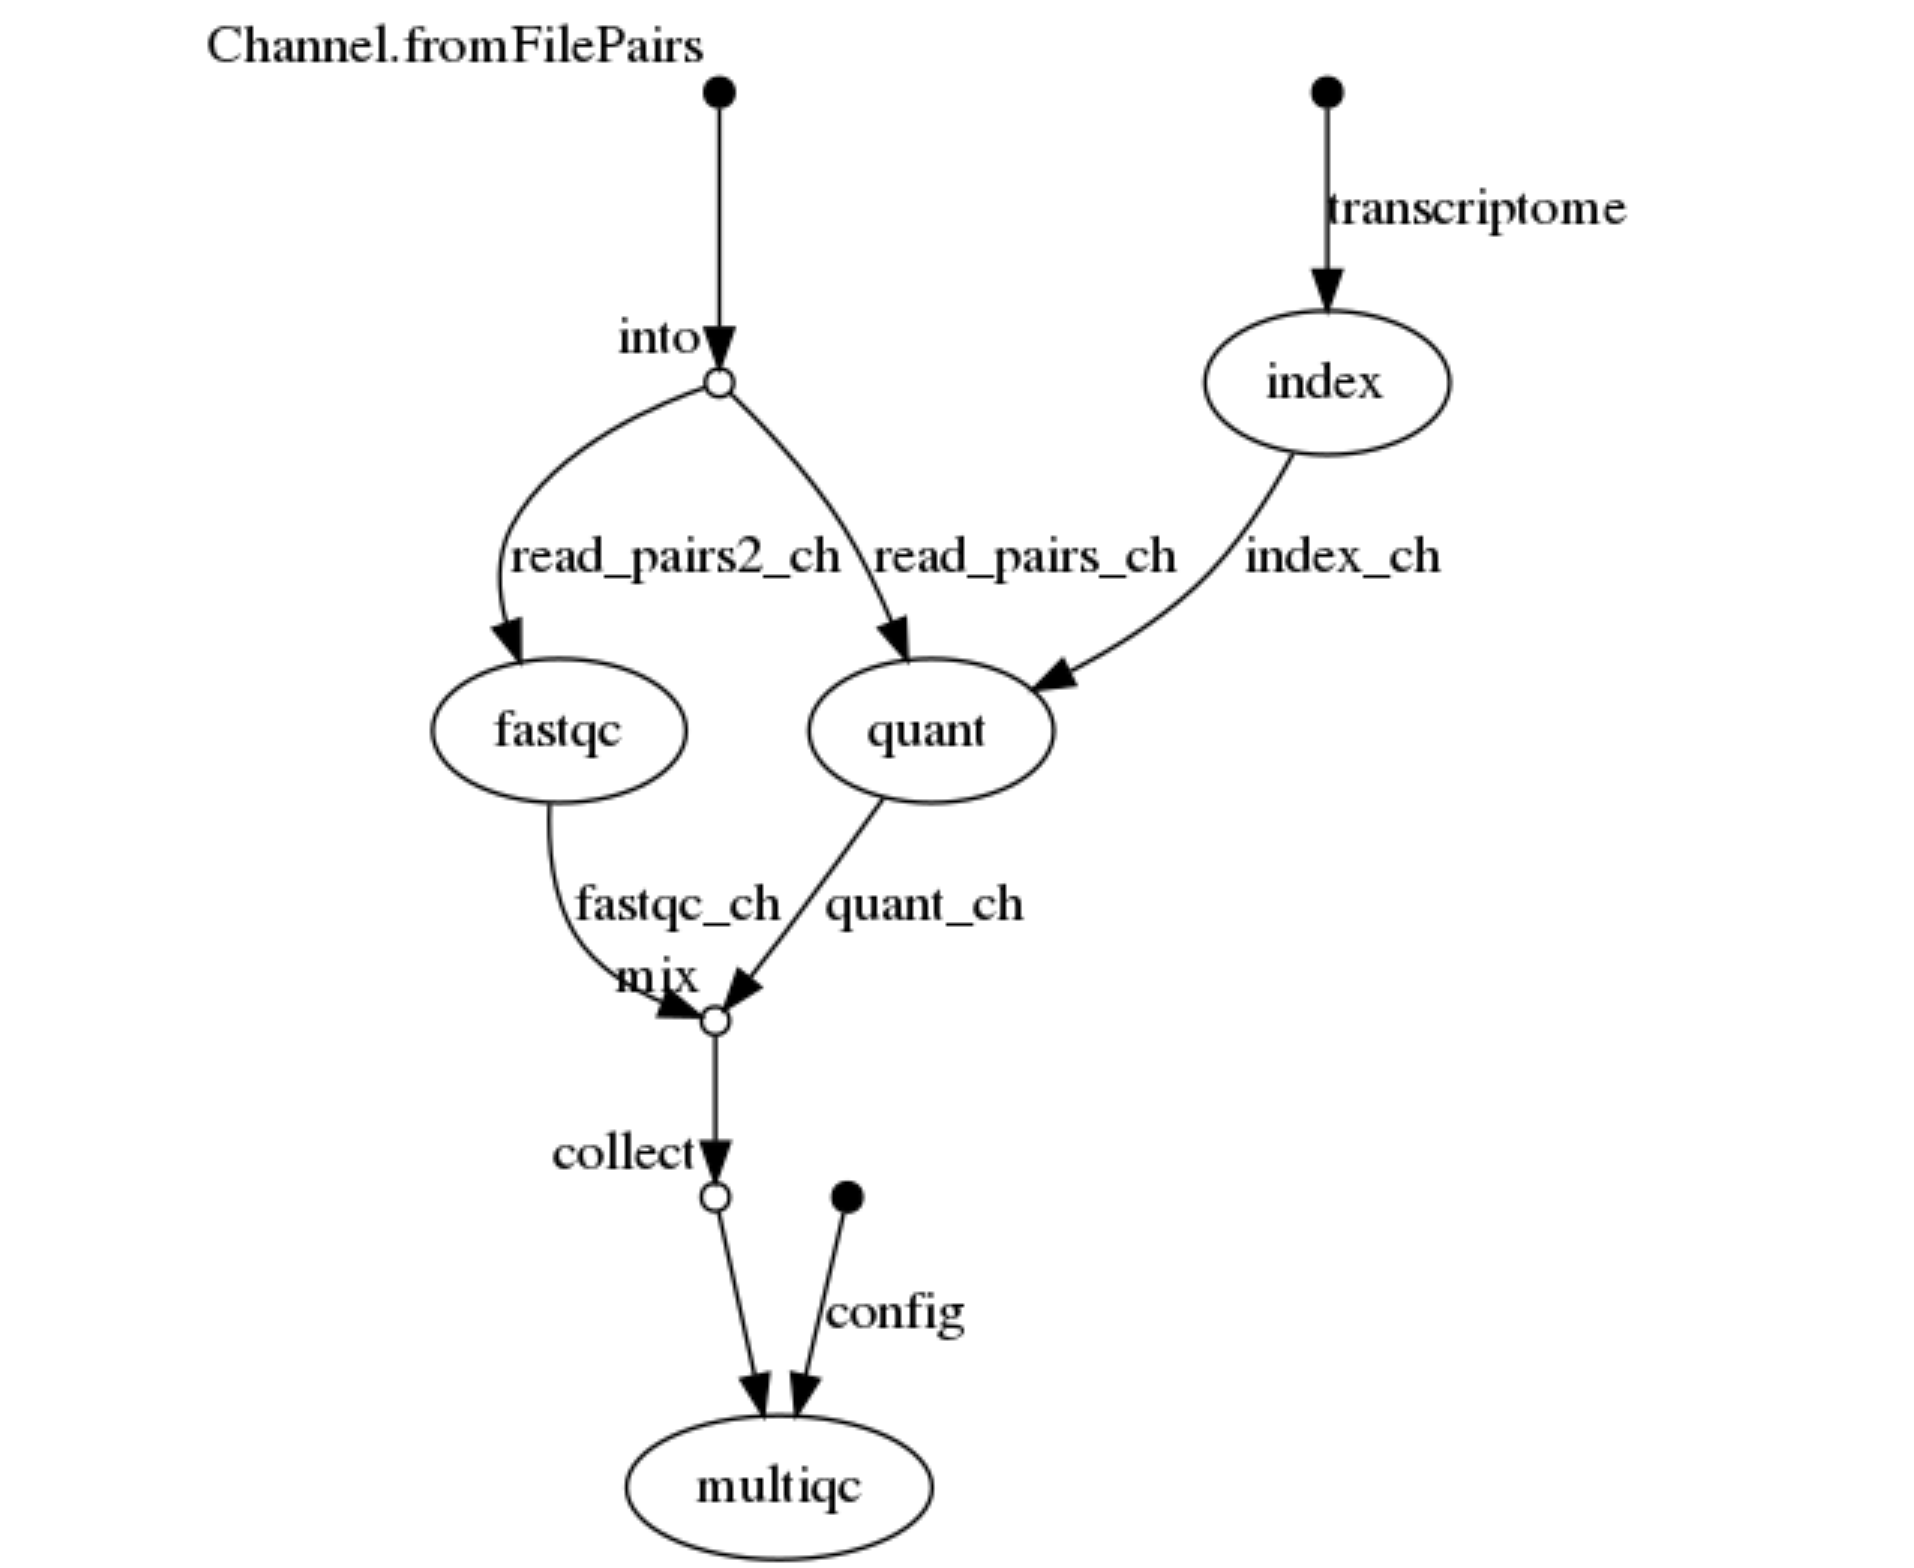 Channel.fromFilePairs
transcriptome
into
index
read_pairs2_ch
read_pairs_ch
index_ch
fastqc
quant
fastqc_ch
quant_ch
mix
collect
config
multiqc